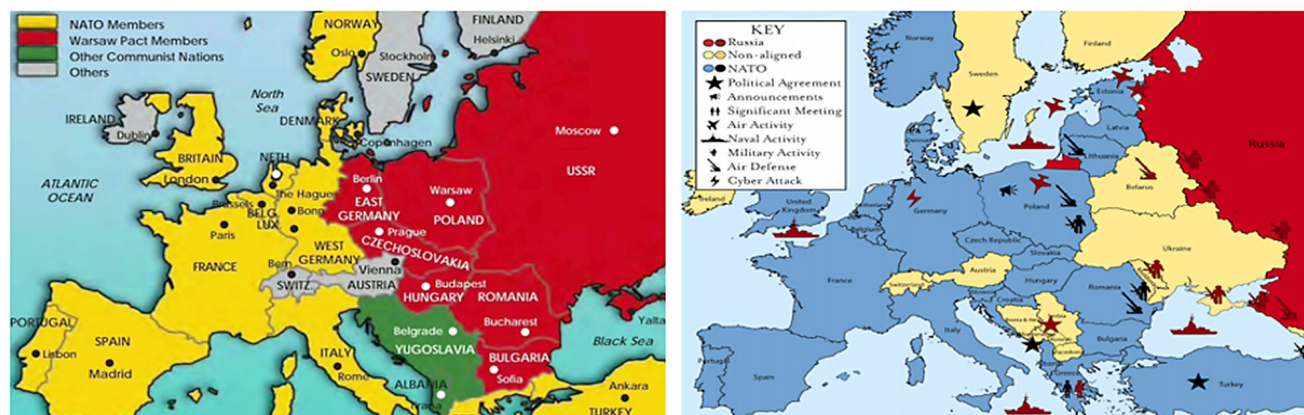 NATO Members
Warsaw Pact Members
Other Communist Nations
Others
NORWAY
Oslo
FINLAND
Helsinki
Stockholm
SWEDEN
North
Sea
DENMARK
Copenhagen
IRELAND
Dublin
BRITAIN
London
NETH
The Hague
Moscow
USSR
ATLANTIC
OCEAN
Berlin
EAST
GERMANY
Warsaw
POLAND
Brussels
BELG
LUX
Bonn
Paris
Prague
CZECHOSLOVAKIA
WEST
GERMANY
FRANCE
Bern
SWITZ.
Vienna
AUSTRIA
Budapest
HUNGARY
ROMANIA
Bucharest
Belgrade
YUGOSLAVIA
Yalta
Black Sea
PORTUGAL
Lisbon
SPAIN
Madrid
ITALY
Rome
BULGARIA
Sofia
ALBANIA
Ankara
TURKEY
KEY
Russia
Non-aligned
NATO
Political Agreement
Announcements
Significant Meeting
Air Activity
Naval Activity
Military Activity
Air Defense
Cyber Attack
Norway
Sweden
Finland
Estonia
Latvia
Lithuania
Russia
Belarus
Ireland
United
Kingdom
Germany
Poland
Belgium
Czech Republic
Slovakia
Ukraine
France
Switzerland
Austria
Hungary
Romania
Croatia
Italy
Bulgaria
Portugal
Spain
Greece
Turkey